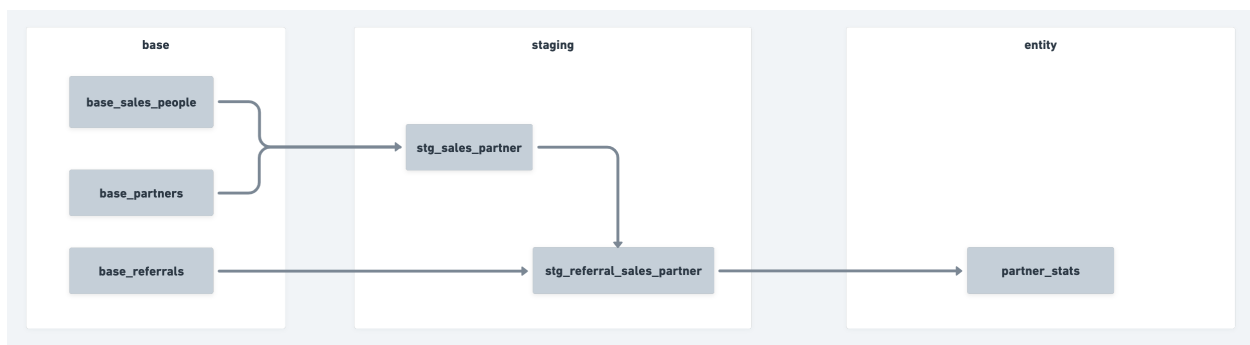 base
staging
entity
base_sales_people
stg_sales_partner
base_partners
base_referrals
stg_referral_sales_partner
partner_stats